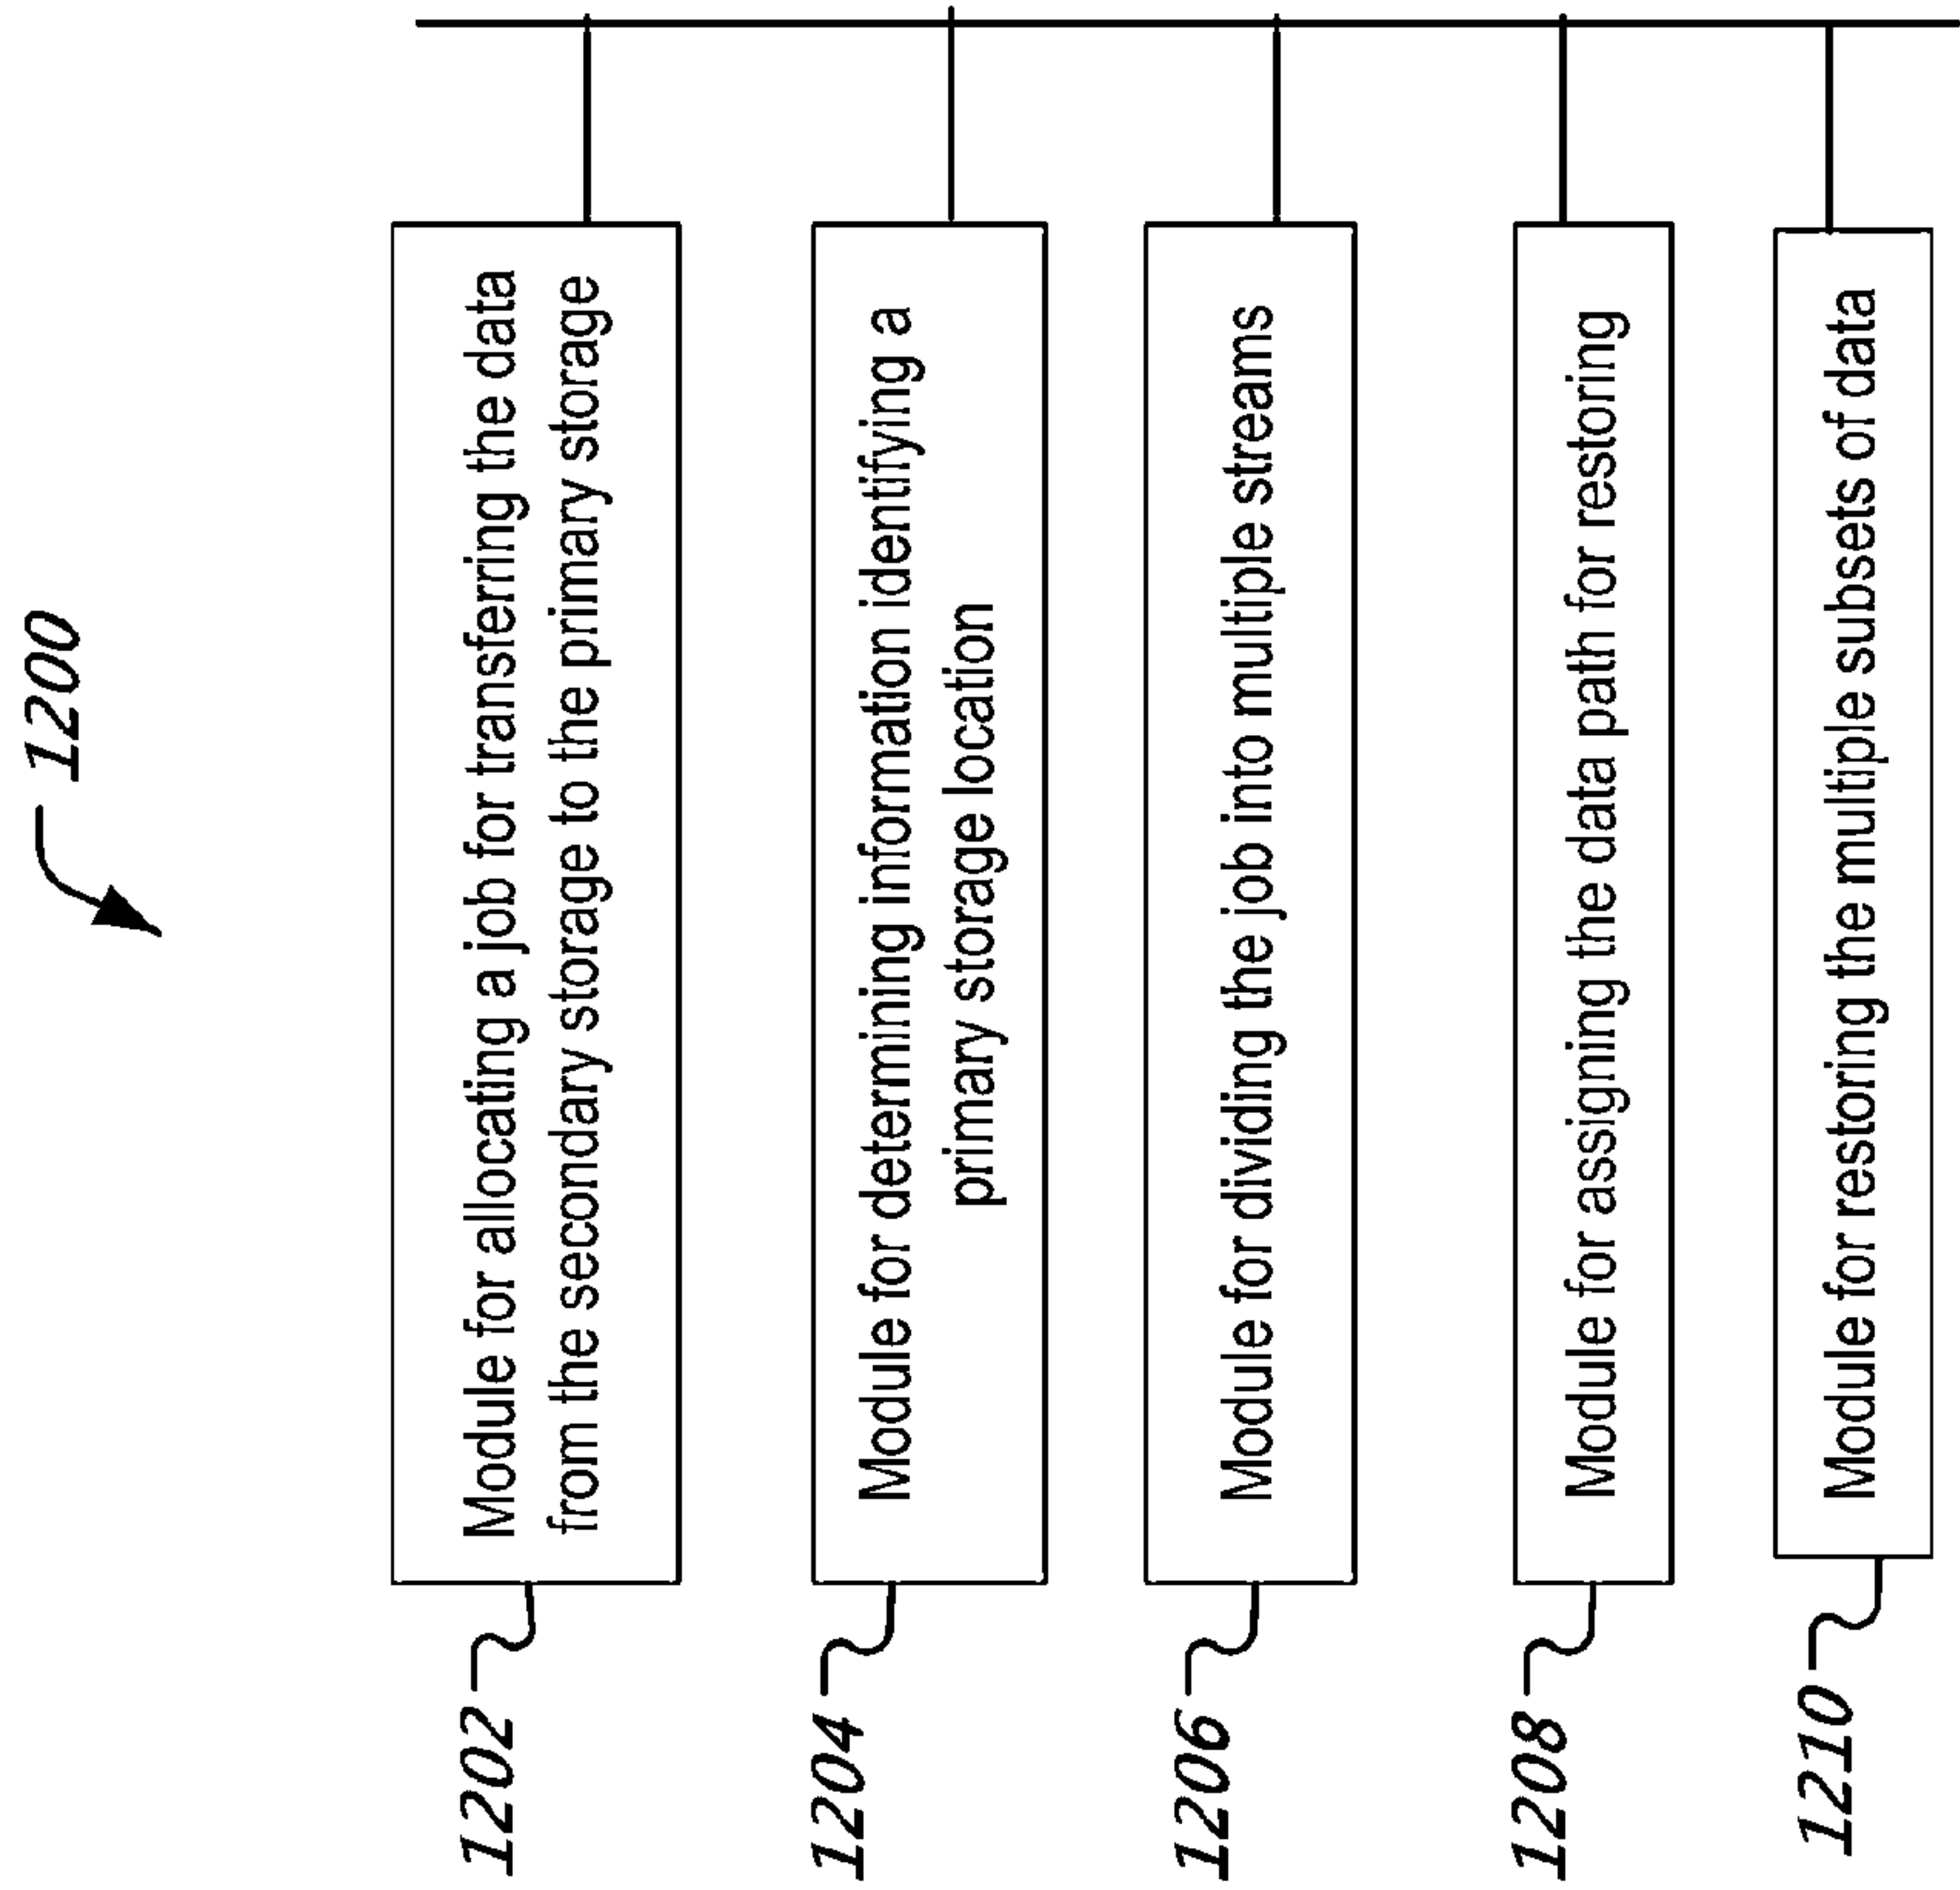 1200
1202
Module for allocating a job for transferring the data
from the secondary storage to the primary storage
1204
Module for determining information identifying a
primary storage location
1206
Module for dividing the job into multiple streams
1208
Module for assigning the data path for restoring
1210
Module for restoring the multiple subsets of data